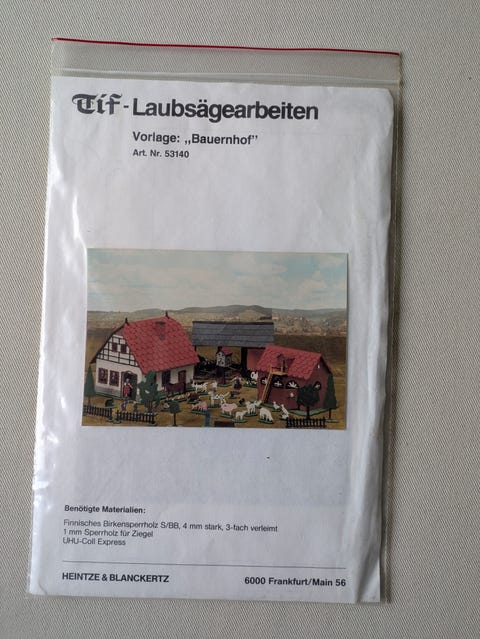 Tif-Laubsägearbeiten
Vorlage: „Bauernhof”
Art. Nr. 53140
Benötigte Materialien:
Finnisches Birkensperrholz S/BB, 4 mm stark, 3-fach verleimt
1 mm Sperrholz für Ziegel
UHU-Coll Express
HEINTZE & BLANCKERTZ
6000 Frankfurt/Main 56